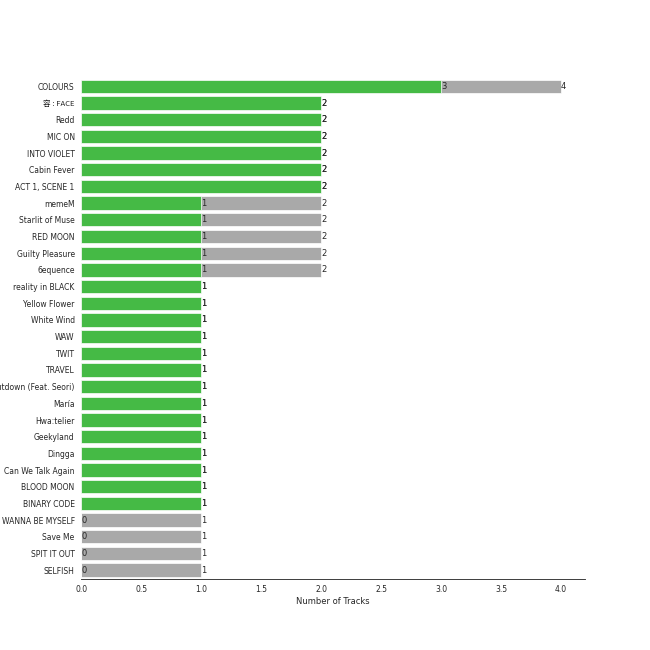 COLOURS 3 4
容 : FACE 2
Redd 2
MIC ON 2
INTO VIOLET 2
Cabin Fever 2
ACT 1, SCENE 1 2
memeM 1 2
Starlit of Muse 1 2
RED MOON 1 2
Guilty Pleasure 1 2
6equence 1 2
reality in BLACK 1
Yellow Flower 1
White Wind 1
WAW 1
TWIT 1
TRAVEL 1
tdown (Feat. Seori) 1
María 1
Hwa:telier 1
Geekyland 1
Dingga 1
Can We Talk Again 1
BLOOD MOON 1
BINARY CODE 1
WANNA BE MYSELF 0 1
Save Me 0 1
SPIT IT OUT 0 1
SELFISH 0 1
0.0 0.5 1.0 1.5 2.0 2.5 3.0 3.5 4.0
Number of Tracks